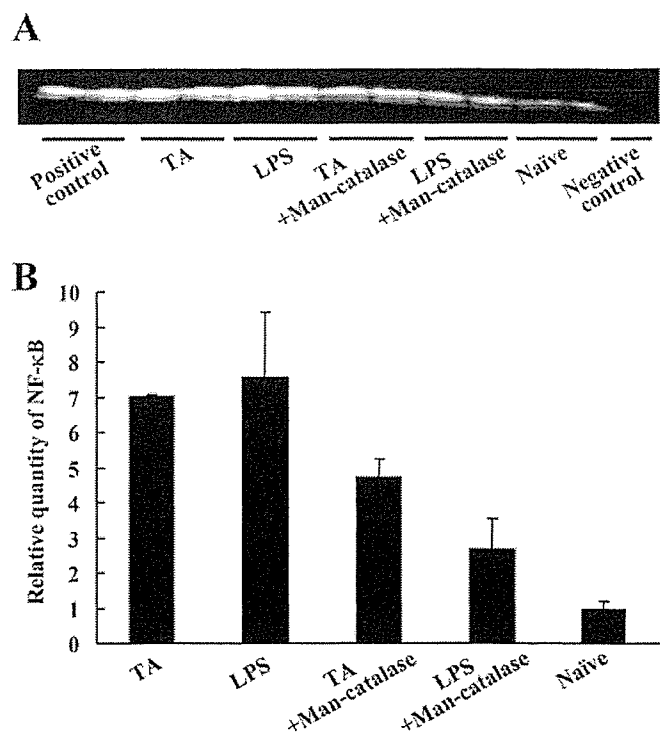 A
Positive
control
TA
LPS
TA
+Man-catalase
LPS
+Man-catalase
Naïve
Negative
control
B
Relative quantity of NF-κB
10
9
8
7
6
5
4
3
2
1
0
TA
LPS
TA
+Man-catalase
LPS
+Man-catalase
Naïve